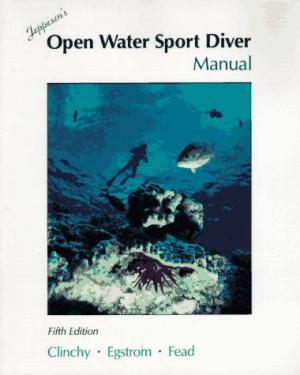 Jeppesen's
Open Water Sport Diver
Manual
Fifth Edition
Clinchy • Egstrom • Fead